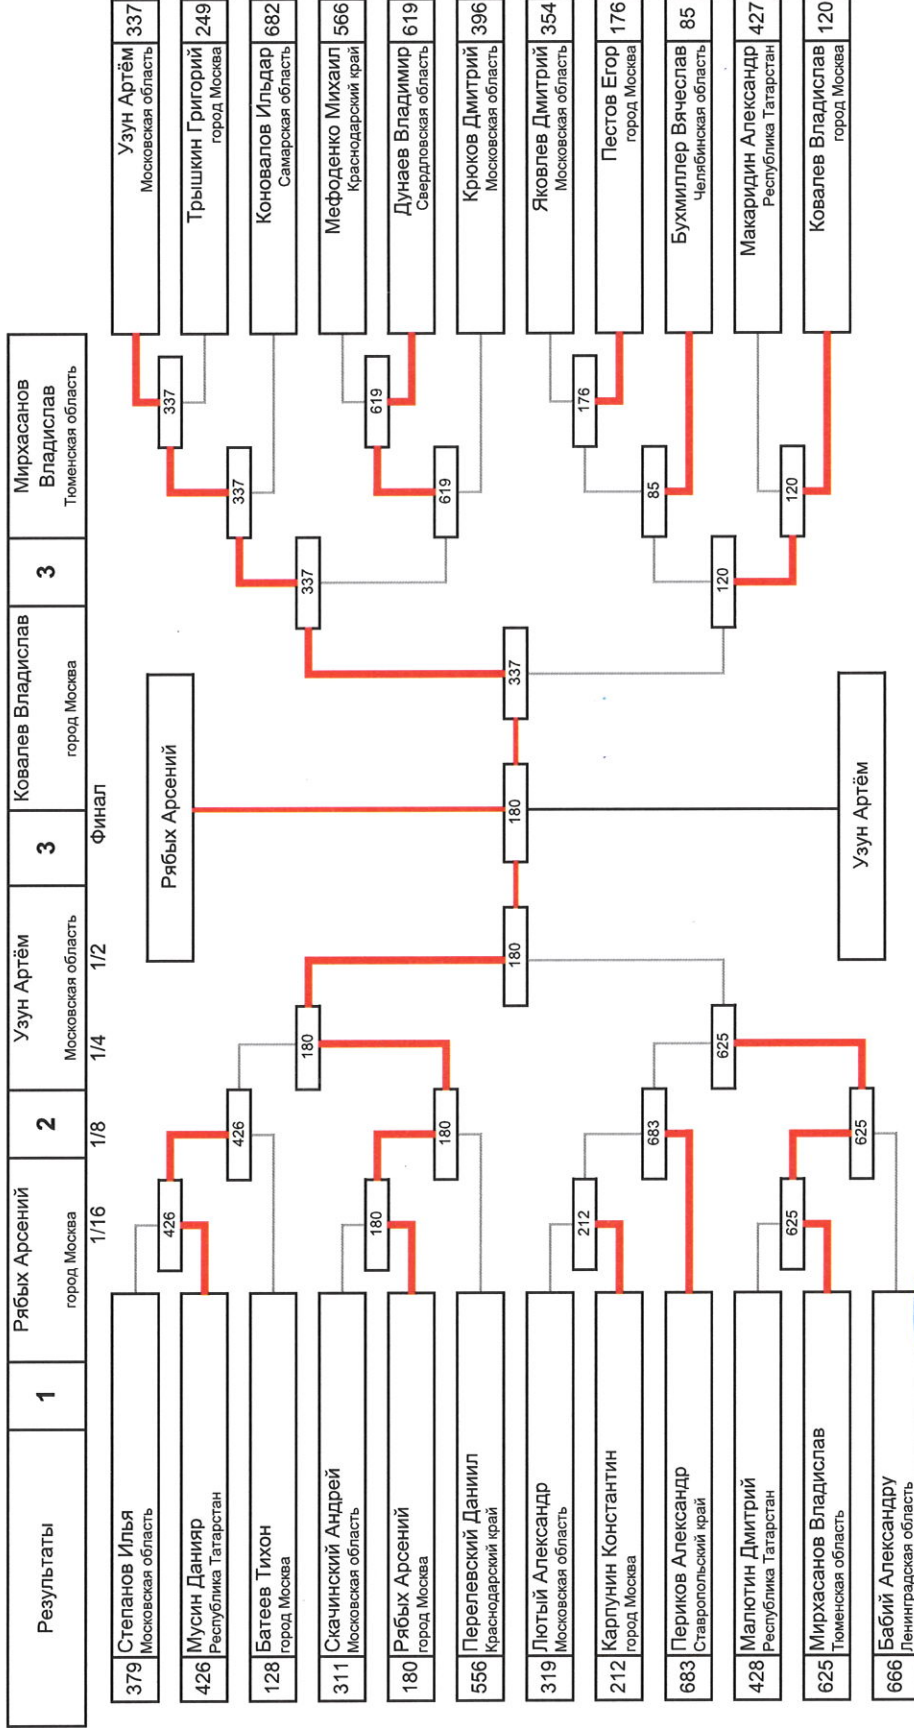 Результаты
1
Рябых Арсений
город Москва
2
Узун Артём
Московская область
3
Ковалев Владислав
город Москва
3
Мирхасанов
Владислав
Тюменская область
1/16
1/8
1/4
1/2
Финал
379 Степанов Илья
Московская область
426 Мусин Данияр
Республика Татарстан
128 Батеев Тихон
город Москва
311 Скачинский Андрей
Московская область
180 Рябых Арсений
город Москва
556 Перелевский Даниил
Краснодарский край
319 Лютый Александр
Московская область
212 Карпунин Константин
город Москва
683 Периков Александр
Ставропольский край
428 Малютин Дмитрий
Республика Татарстан
625 Мирхасанов Владислав
Тюменская область
666 Бабий Александру
Ленинградская область
426
180
212
625
426
180
683
625
180
625
180
Рябых Арсений
180
Узун Артём
337
337
120
337
619
85
120
337
619
176
Узун Артём 337
Московская область
Трышкин Григорий 249
город Москва
Коновалов Ильдар 682
Самарская область
Мефоденко Михаил 566
Краснодарский край
Дунаев Владимир 619
Свердловская область
Крюков Дмитрий 396
Московская область
Яковлев Дмитрий 354
Московская область
Пестов Егор 176
город Москва
Бухмиллер Вячеслав 85
Челябинская область
Макаридин Александр 427
Республика Татарстан
Ковалев Владислав 120
город Москва